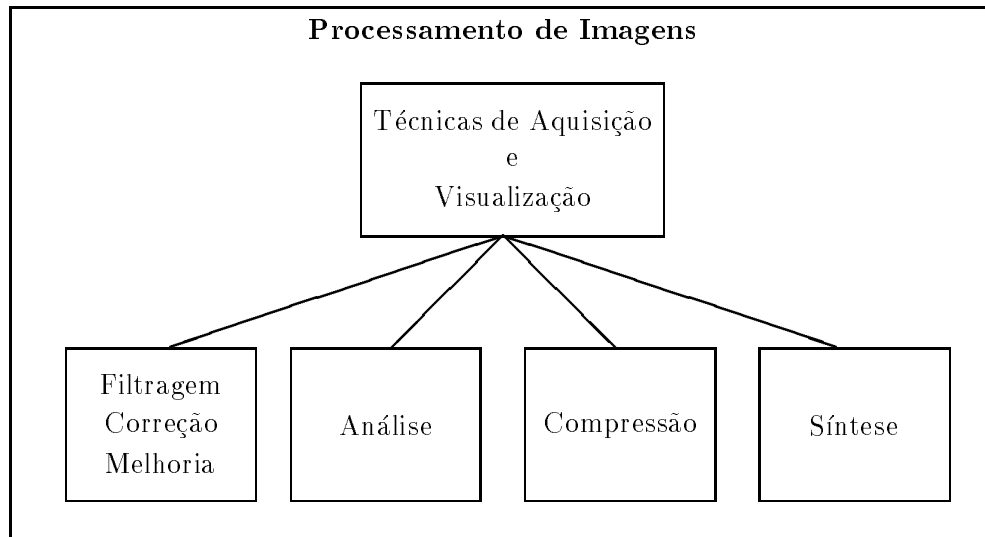 Processamento de Imagens
Técnicas de Aquisição
e
Visualização
Filtragem
Correção
Melhoria
Análise
Compressão
Síntese